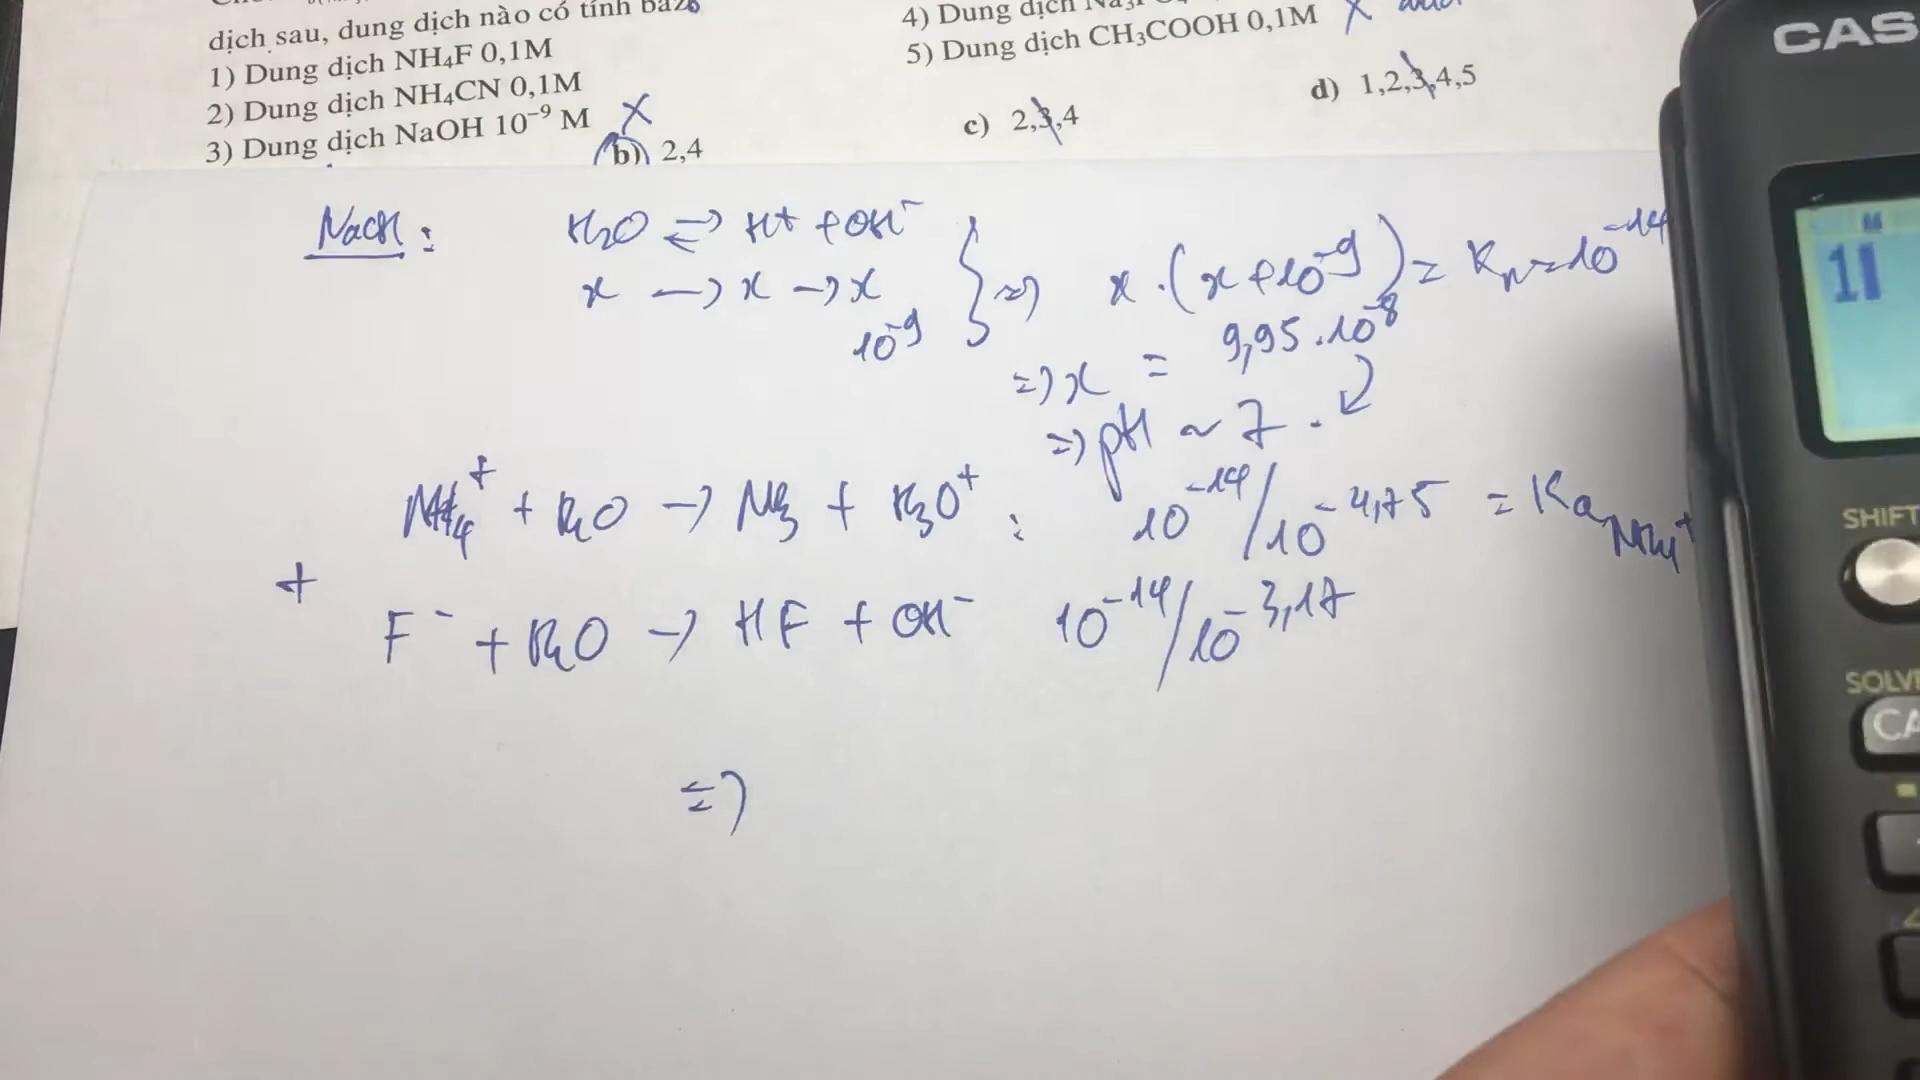 dịch sau, dung dịch nào có tính bazơ
1) Dung dịch NH₄F 0,1M
2) Dung dịch NH₄CN 0,1M
3) Dung dịch NaOH 10⁻⁹ M X
4) Dung dịch
5) Dung dịch CH₃COOH 0,1M X
b) 2,4
c) 2,3,4
d) 1,2,3,4,5
NaOH:
H₂O ⇌ H⁺ + OH⁻
x → x → x
10⁻⁹
⇒ x . (x + 10⁻⁹) = Kn = 10⁻¹⁴
⇒ x = 9,95.10⁻⁸
⇒ pH ~ 7.
NH₄⁺ + H₂O → NH₃ + H₃O⁺ : 10⁻¹⁴/10⁻⁴,⁷⁵ = Ka NH₄⁺
+
F⁻ + H₂O → HF + OH⁻ 10⁻¹⁴/10⁻³,¹⁷
⇒
CAS
1
SHIFT
SOLVE
CA